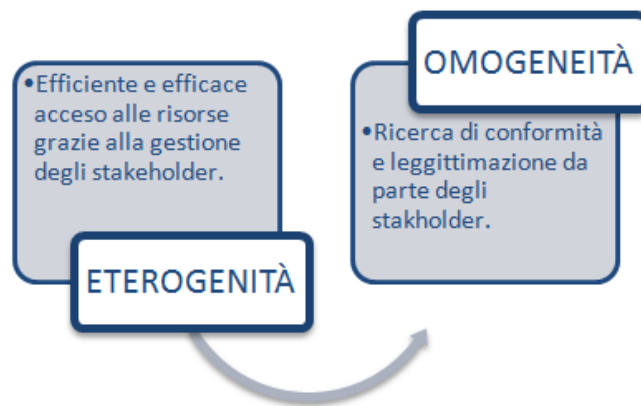 •Efficiente e efficace
acceso alle risorse
grazie alla gestione
degli stakeholder.
ETEROGENITÀ
OMOGENEITÀ
•Ricerca di conformità
e leggittimazione da
parte degli
stakholder.